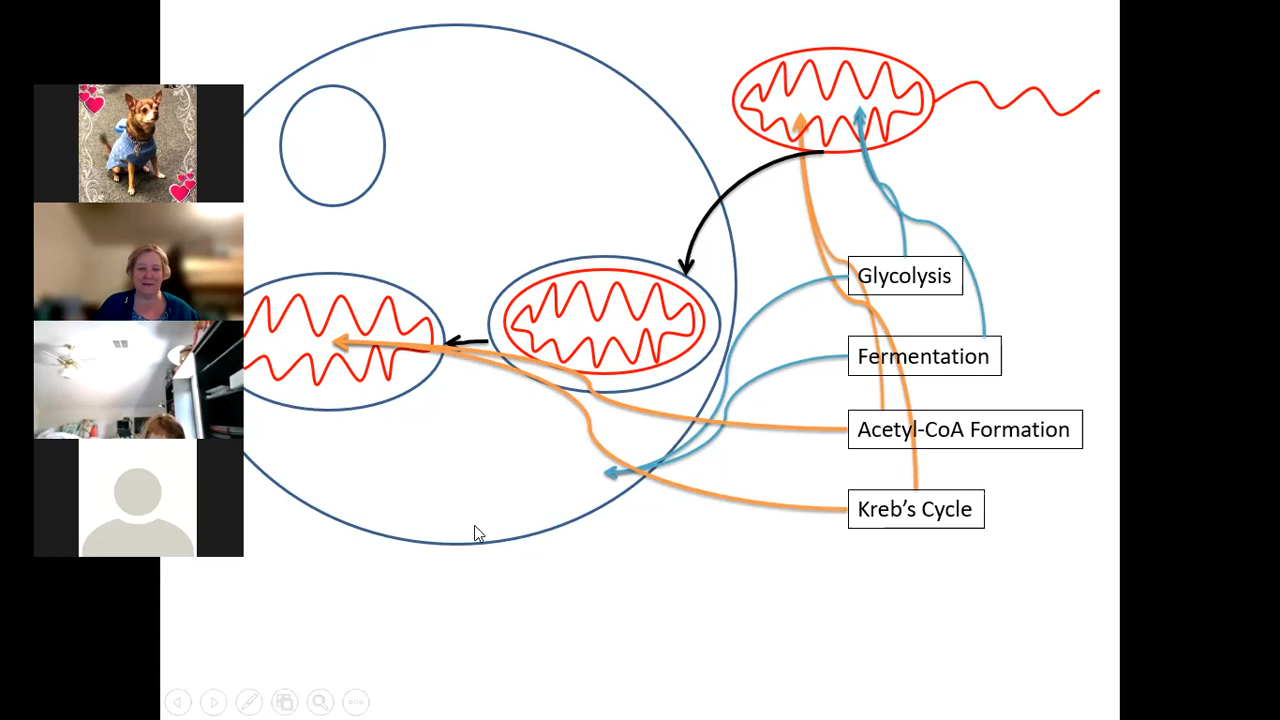 Glycolysis
Fermentation
Acetyl-CoA Formation
Kreb's Cycle